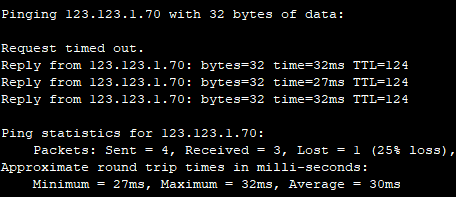 Pinging 123.123.1.70 with 32 bytes of data:
Request timed out.
Reply from 123.123.1.70: bytes=32 time=32ms TTL=124
Reply from 123.123.1.70: bytes=32 time=27ms TTL=124
Reply from 123.123.1.70: bytes=32 time=32ms TTL=124
Ping statistics for 123.123.1.70:
Packets: Sent = 4, Received = 3, Lost = 1 (25% loss),
Approximate round trip times in milli-seconds:
Minimum = 27ms, Maximum = 32ms, Average = 30ms